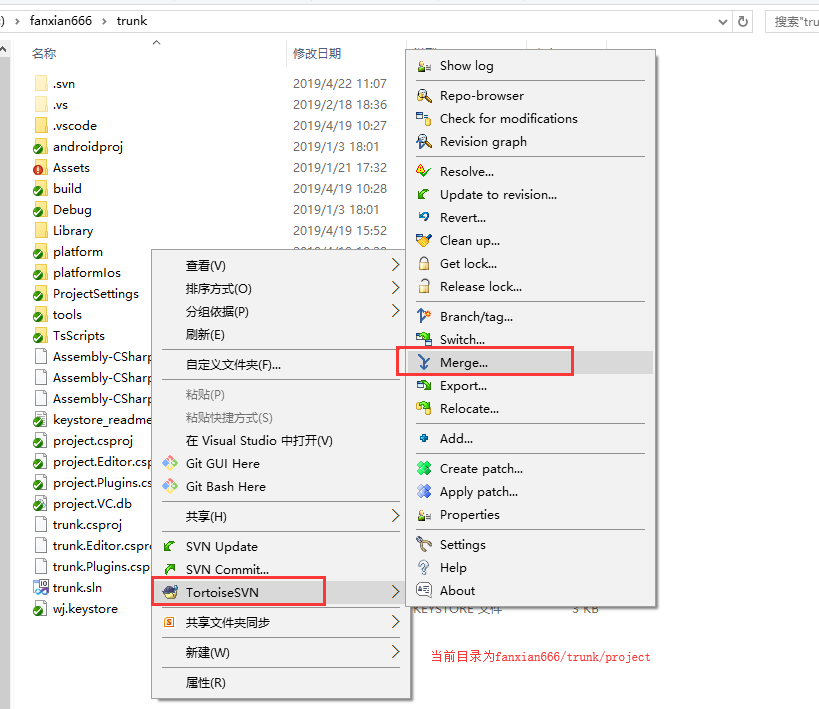 :) › fanxian666 › trunk
搜索"tru
名称
修改日期
.svn 2019/4/22 11:07
.vs 2019/2/18 18:36
.vscode 2019/4/19 10:27
androidproj 2019/1/3 18:01
Assets 2019/1/21 17:32
build 2019/4/19 10:28
Debug 2019/1/3 18:01
Library 2019/4/19 15:52
platform
platformIos
ProjectSettings
tools
TsScripts
Assembly-CSharp
Assembly-CSharp
Assembly-CSharp
keystore_readme
project.csproj
project.Editor.csp
project.Plugins.cs
project.VC.db
trunk.csproj
trunk.Editor.cspro
trunk.Plugins.csp
trunk.sln
wj.keystore
KEYSTORE 文件
3 KB
查看(V)
排序方式(O)
分组依据(P)
刷新(E)
自定义文件夹(F)...
粘贴(P)
粘贴快捷方式(S)
在 Visual Studio 中打开(V)
Git GUI Here
Git Bash Here
共享(H)
SVN Update
SVN Commit...
TortoiseSVN
共享文件夹同步
新建(W)
属性(R)
Show log
Repo-browser
Check for modifications
Revision graph
Resolve...
Update to revision...
Revert...
Clean up...
Get lock...
Release lock...
Branch/tag...
Switch...
Merge...
Export...
Relocate...
Add...
Create patch...
Apply patch...
Properties
Settings
Help
About
当前目录为fanxian666/trunk/project